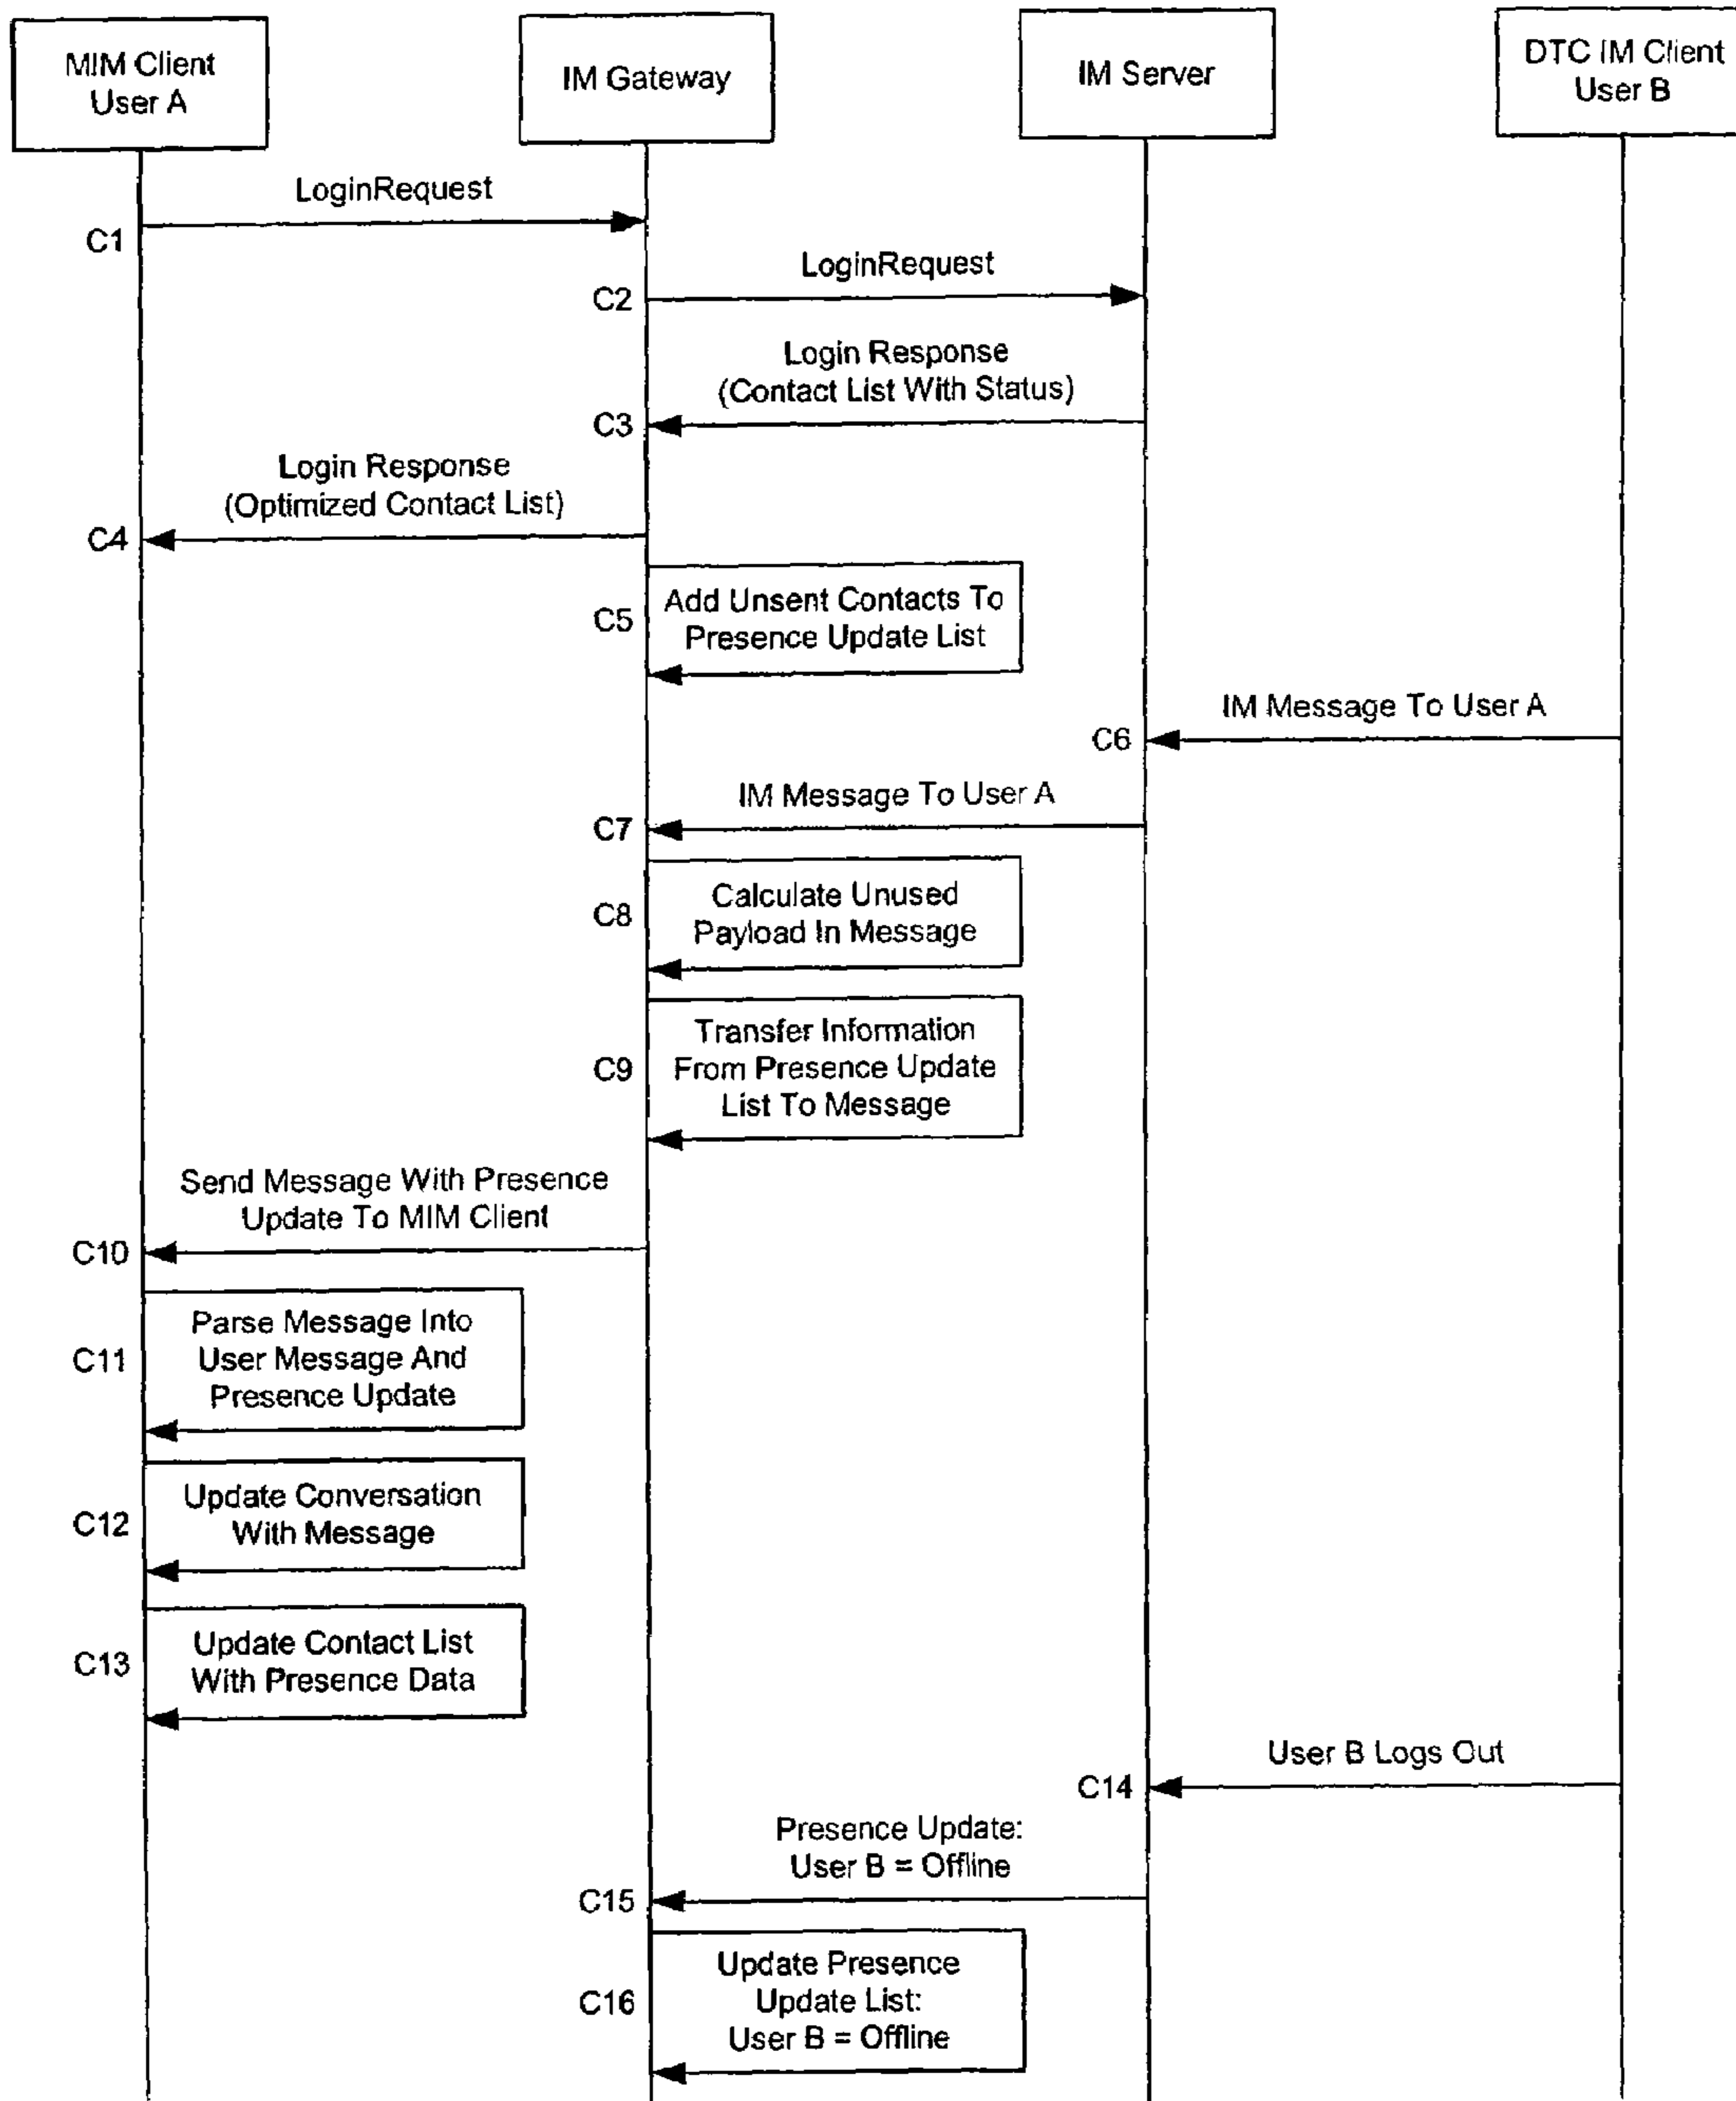 MIM Client
User A
IM Gateway
IM Server
DTC IM Client
User B
LoginRequest
C1
LoginRequest
C2
Login Response
(Contact List With Status)
C3
Login Response
(Optimized Contact List)
C4
Add Unsent Contacts To
Presence Update List
C5
IM Message To User A
C6
IM Message To User A
C7
Calculate Unused
Payload In Message
C8
Transfer Information
From Presence Update
List To Message
C9
Send Message With Presence
Update To MIM Client
C10
Parse Message Into
User Message And
Presence Update
C11
Update Conversation
With Message
C12
Update Contact List
With Presence Data
C13
User B Logs Out
C14
Presence Update:
User B = Offline
C15
Update Presence
Update List:
User B = Offline
C16